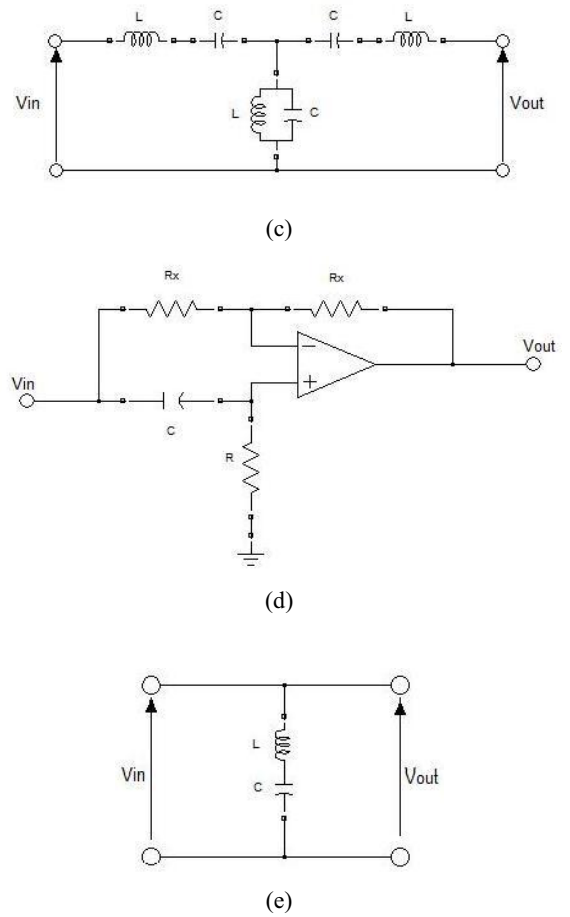 L C C L
Vin L C Vout
(c)
Rx Rx
Vout
Vin
C
R
(d)
L
Vin C Vout
(e)